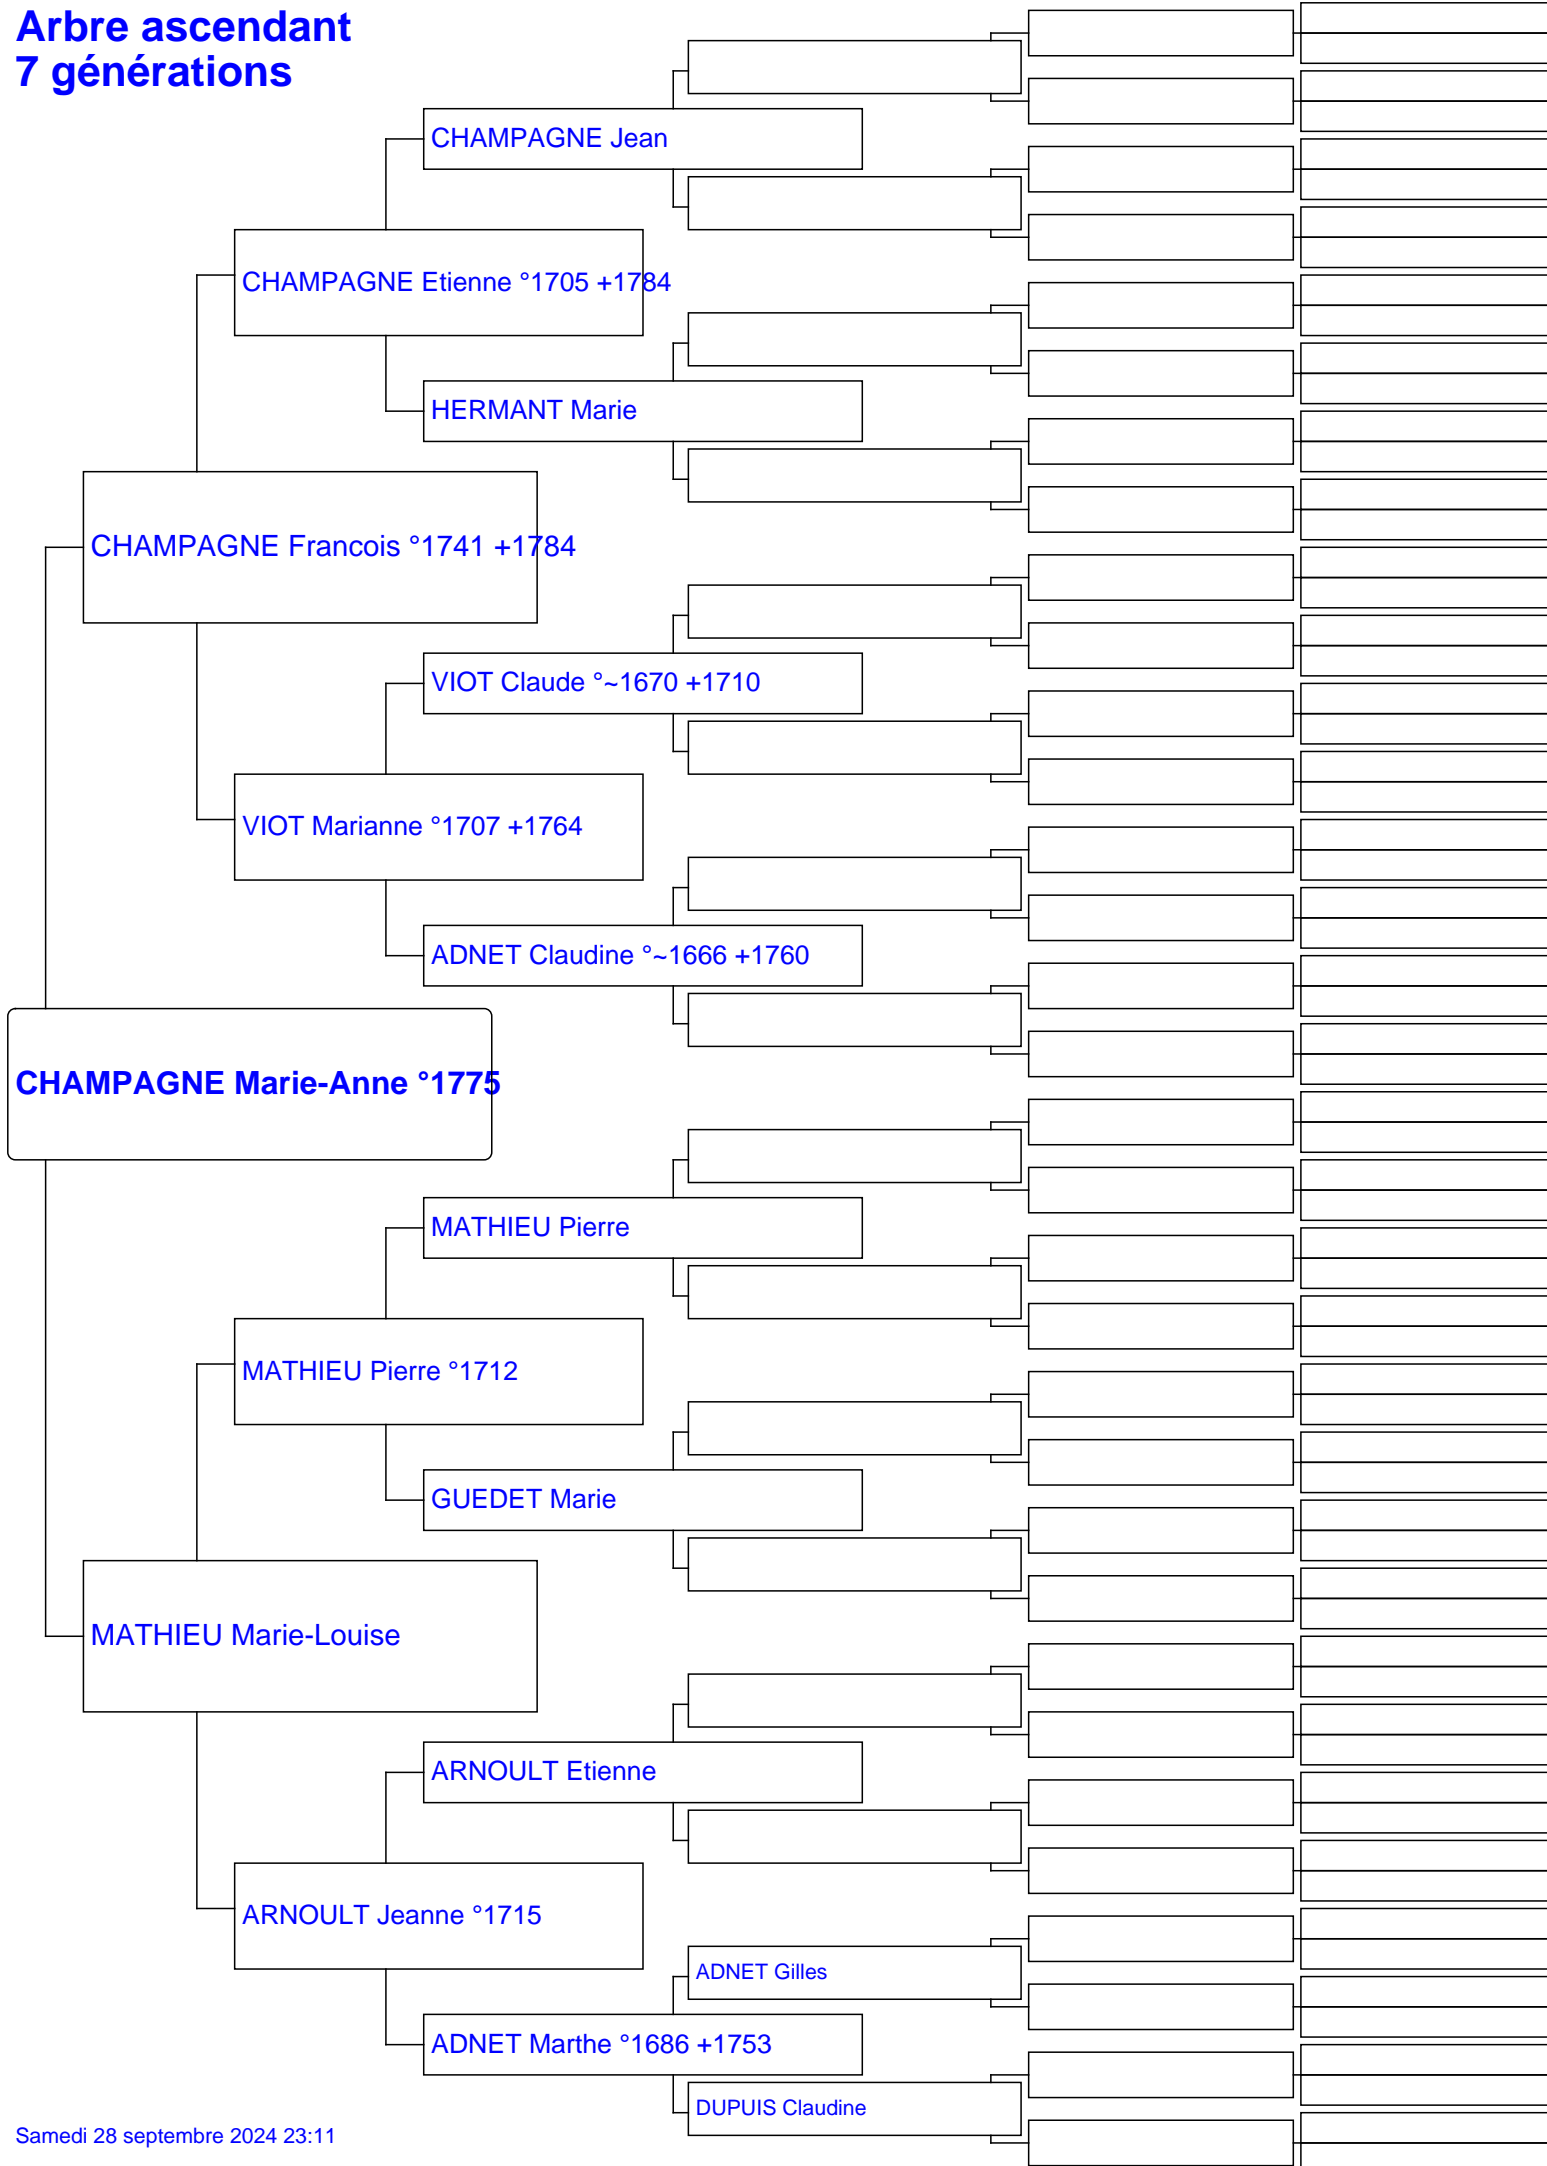 Arbre ascendant
7 générations
CHAMPAGNE Jean
CHAMPAGNE Etienne °1705 +1784
HERMANT Marie
CHAMPAGNE Francois °1741 +1784
VIOT Claude °~1670 +1710
VIOT Marianne °1707 +1764
ADNET Claudine °~1666 +1760
CHAMPAGNE Marie-Anne °1775
MATHIEU Pierre
MATHIEU Pierre °1712
GUEDET Marie
MATHIEU Marie-Louise
ARNOULT Etienne
ARNOULT Jeanne °1715
ADNET Gilles
ADNET Marthe °1686 +1753
DUPUIS Claudine
Samedi 28 septembre 2024 23:11